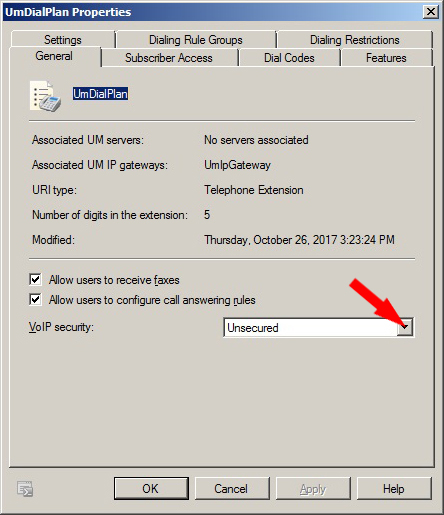 UmDialPlan Properties
Settings
Dialing Rule Groups
Dialing Restrictions
General
Subscriber Access
Dial Codes
Features
UmDialPlan
Associated UM servers: No servers associated
Associated UM IP gateways: UmIpGateway
URI type: Telephone Extension
Number of digits in the extension: 5
Modified: Thursday, October 26, 2017 3:23:24 PM
Allow users to receive faxes
Allow users to configure call answering rules
VoIP security: Unsecured
OK
Cancel
Apply
Help